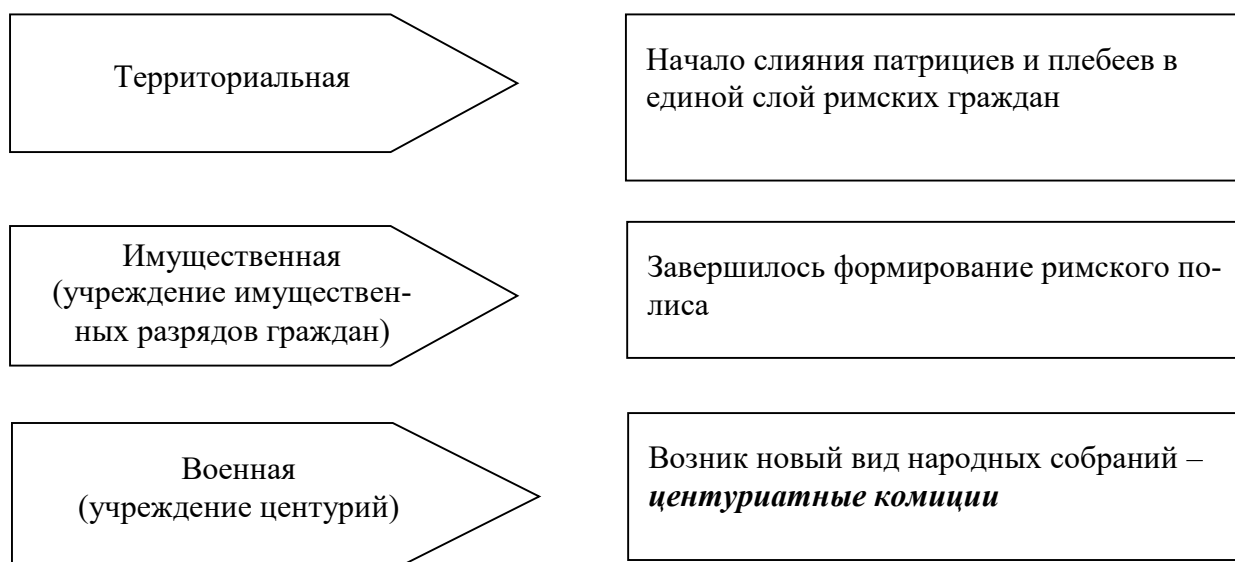 Территориальная
Начало слияния патрициев и плебеев в
единой слой римских граждан
Имущественная
(учреждение имуществен-
ных разрядов граждан)
Завершилось формирование римского по-
лиса
Военная
(учреждение центурий)
Возник новый вид народных собраний –
центуриатные комиции